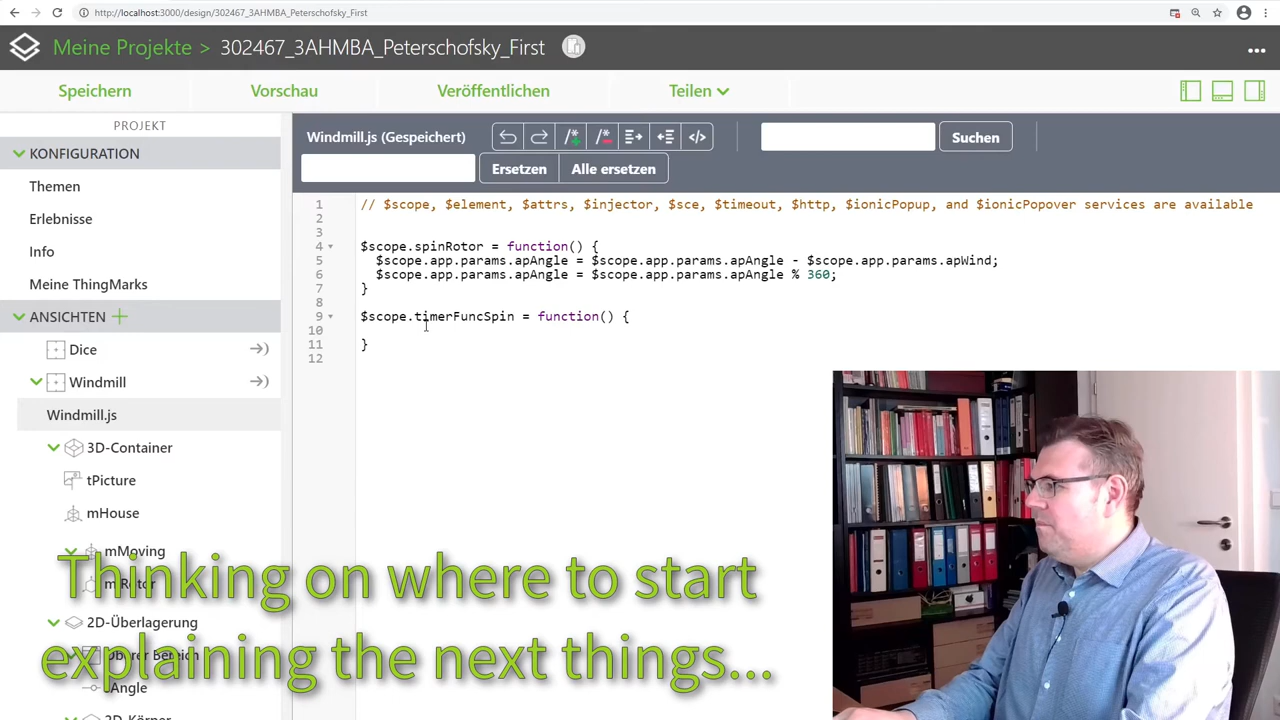 http://localhost:3000/design/302467_3AHMBA_Peterschofsky_First
Meine Projekte > 302467_3AHMBA_Peterschofsky_First
Speichern
Vorschau
Veröffentlichen
Teilen
PROJEKT
KONFIGURATION
Themen
Erlebnisse
Info
Meine ThingMarks
ANSICHTEN
Dice
Windmill
Windmill.js
3D-Container
tPicture
mHouse
mMoving
mRotor
2D-Überlagerung
Oberer Bereich
Angle
2D-Körper
Windmill.js (Gespeichert)
Suchen
Ersetzen
Alle ersetzen
1 // $scope, $element, $attrs, $injector, $sce, $timeout, $http, $ionicPopup, and $ionicPopover services are available
2
3
4 $scope.spinRotor = function() {
5 $scope.app.params.apAngle = $scope.app.params.apAngle - $scope.app.params.apWind;
6 $scope.app.params.apAngle = $scope.app.params.apAngle % 360;
7 }
8
9 $scope.timerFuncSpin = function() {
10
11 }
12
Thinking on where to start
explaining the next things...